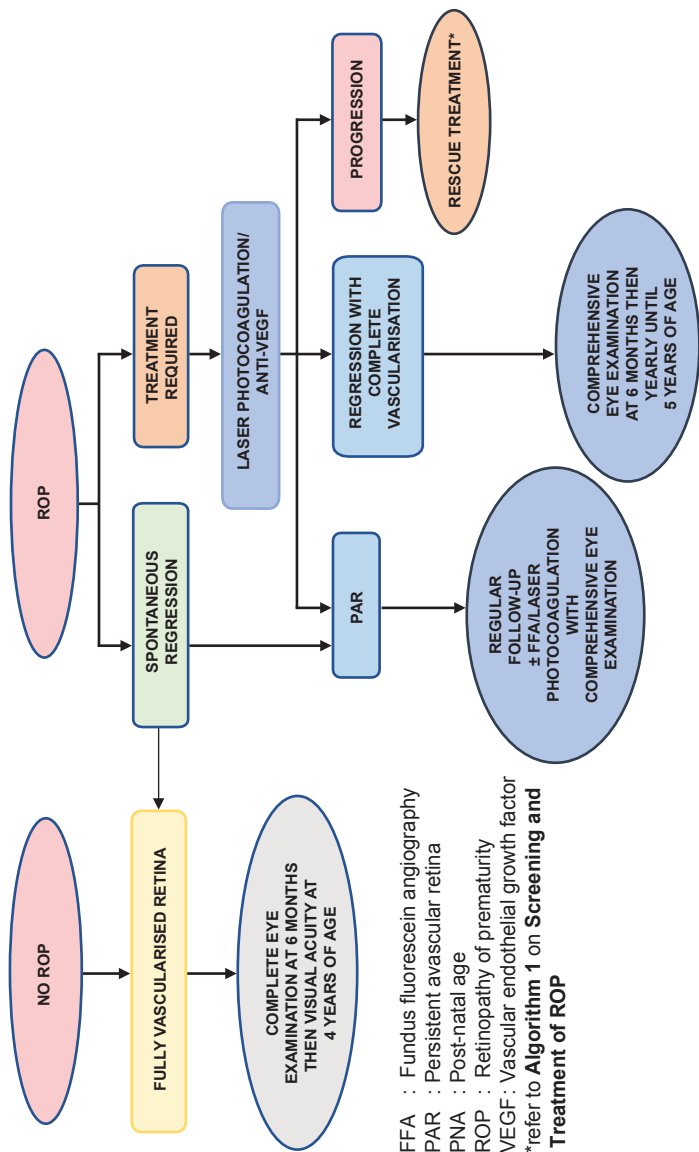 NO ROP
ROP
FULLY VASCULARISED RETINA
SPONTANEOUS
REGRESSION
TREATMENT
REQUIRED
COMPLETE EYE
EXAMINATION AT 6 MONTHS
THEN VISUAL ACUITY AT
4 YEARS OF AGE
LASER PHOTOCOAGULATION/
ANTI-VEGF
PAR
REGRESSION WITH
COMPLETE
VASCULARISATION
PROGRESSION
REGULAR
FOLLOW-UP
± FFA/LASER
PHOTOCOAGULATION
WITH
COMPREHENSIVE EYE
EXAMINATION
COMPREHENSIVE
EYE EXAMINATION
AT 6 MONTHS THEN
YEARLY UNTIL
5 YEARS OF AGE
RESCUE TREATMENT*
FFA : Fundus fluorescein angiography
PAR : Persistent avascular retina
PNA : Post-natal age
ROP : Retinopathy of prematurity
VEGF : Vascular endothelial growth factor
*refer to Algorithm 1 on Screening and
Treatment of ROP